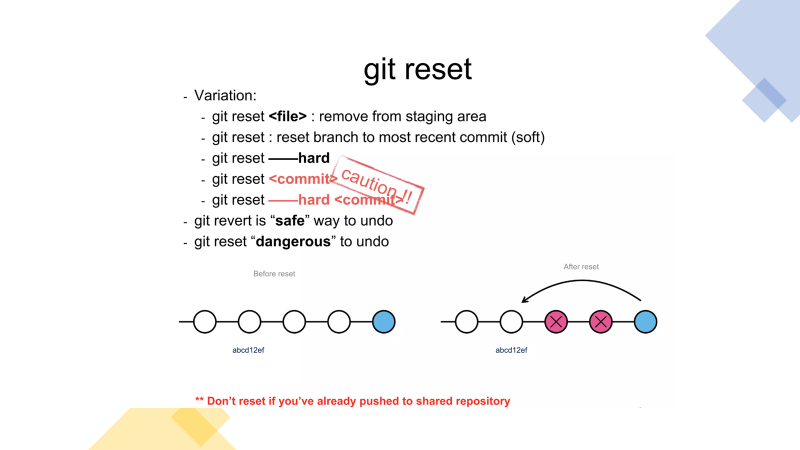 git reset
- Variation:
- git reset <file> : remove from staging area
- git reset : reset branch to most recent commit (soft)
- git reset ——hard
- git reset <commit>
caution !!
- git reset ——hard <commit>
- git revert is “safe” way to undo
- git reset “dangerous” to undo
Before reset
After reset
abcd12ef
abcd12ef
** Don’t reset if you’ve already pushed to shared repository